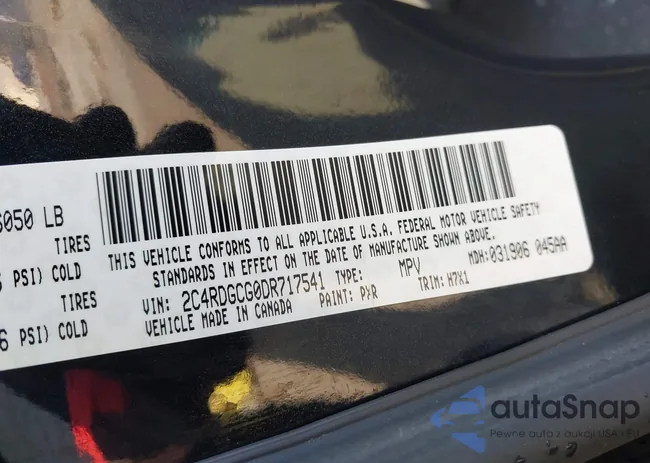 6050 LB
TIRES
PSI) COLD
TIRES
6 PSI) COLD
THIS VEHICLE CONFORMS TO ALL APPLICABLE U.S.A. FEDERAL MOTOR VEHICLE SAFETY
STANDARDS IN EFFECT ON THE DATE OF MANUFACTURE SHOWN ABOVE.
VIN: 2C4RDGCG0DR717541 TYPE: MPV MDH: 031906 045AA
VEHICLE MADE IN CANADA PAINT: PXR TRIM: H7X1
autaSnap
Pewne auta z aukcji USA i EU